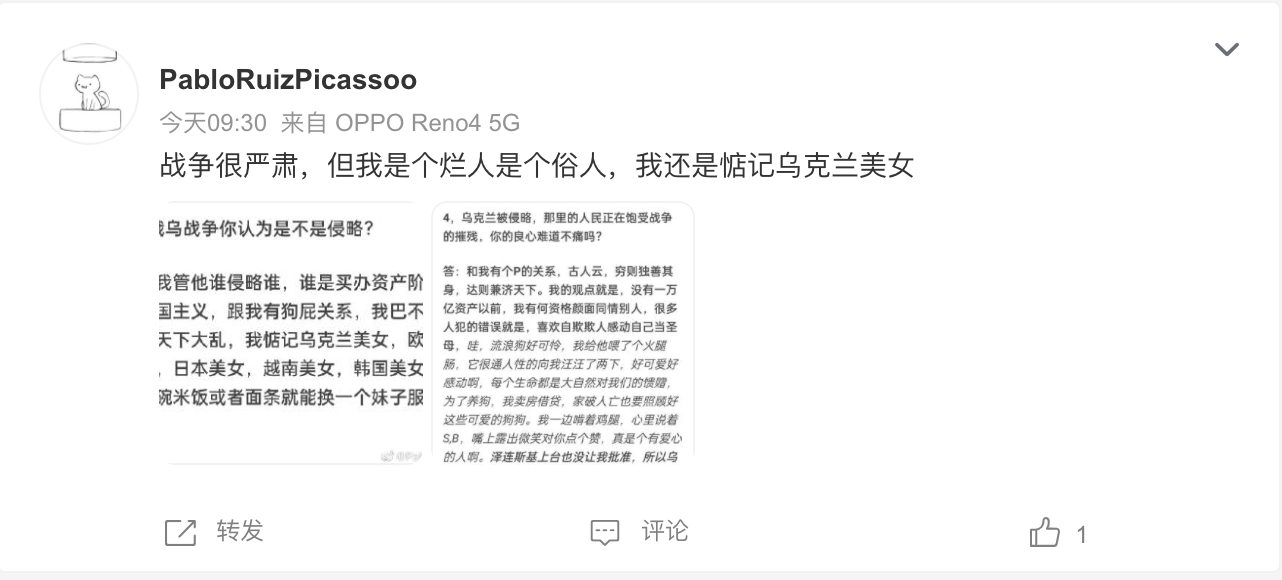 PabloRuizPicassoo
今天09:30 来自 OPPO Reno4 5G
战争很严肃，但我是个烂人是个俗人，我还是惦记乌克兰美女
乌战争你认为是不是侵略？
我管他谁侵略谁，谁是买办资产阶
国主义，跟我有狗屁关系，我巴不
天下大乱，我惦记乌克兰美女，欧
，日本美女，越南美女，韩国美女
碗米饭或者面条就能换一个妹子服
4，乌克兰被侵略，那里的人民正在饱受战争
的摧残，你的良心难道不痛吗？
答：和我有个P的关系，古人云，穷则独善其
身，达则兼济天下。我的观点就是，没有一万
亿资产以前，我有何资格颜面同情别人，很多
人犯的错误就是，喜欢自欺欺人感动自己当圣
母，哇，流浪狗好可怜，我给他喂了个火腿
肠，它很通人性的向我汪汪了两下，好可爱好
感动啊，每个生命都是大自然对我们的馈赠，
为了养狗，我卖房借贷，家破人亡也要照顾好
这些可爱的狗狗。我一边啃着鸡腿，心里说着
S,B，嘴上露出微笑对你点个赞，真是个有爱心
的人啊。泽连斯基上台也没让我批准，所以乌
转发
评论
1